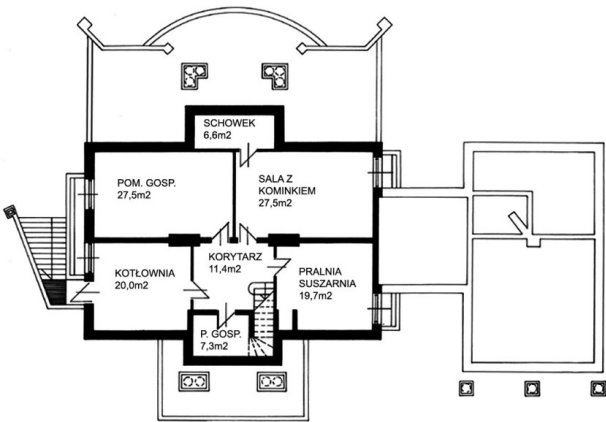 SCHOWEK
6,6m2
POM. GOSP.
27,5m2
SALA Z
KOMINKIEM
27,5m2
KOTŁOWNIA
20,0m2
KORYTARZ
11,4m2
PRALNIA
SUSZARNIA
19,7m2
P. GOSP.
7,3m2